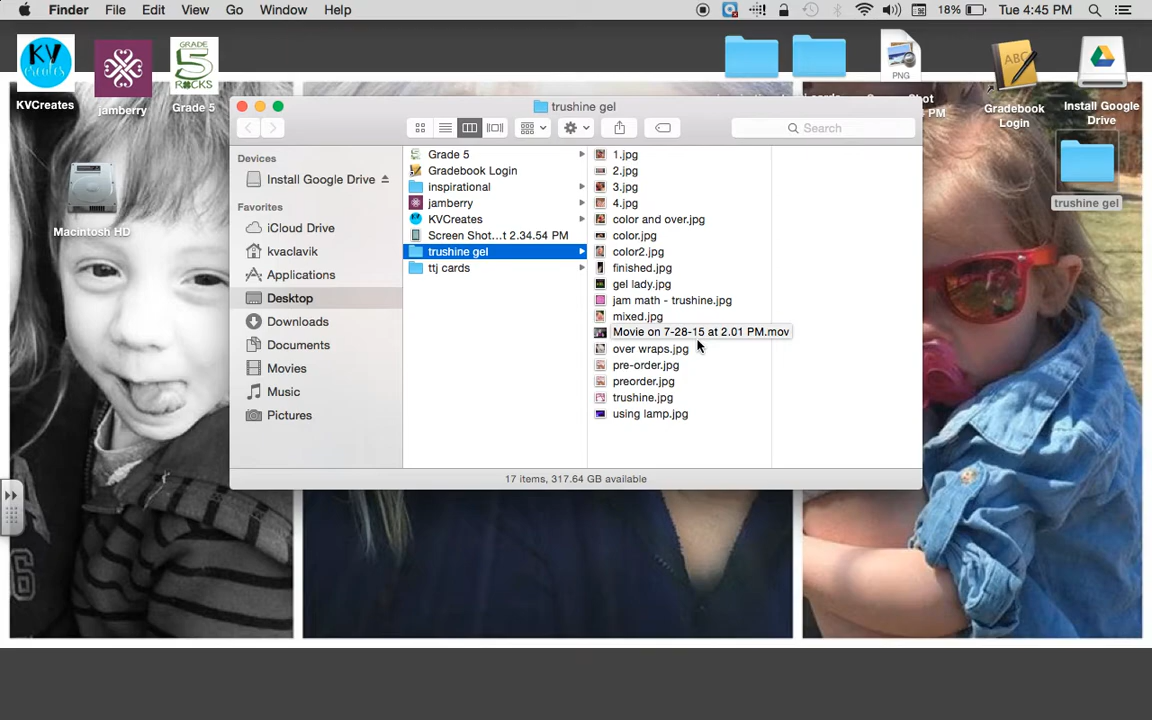 Finder File Edit View Go Window Help 18% Tue 4:45 PM
KV
creates
KVCreates
jamberry
GRADE
5
ROCKS
Grade 5
PNG
ABC
Gradebook
Login
Install Google
Drive
trushine gel
Macintosh HD
trushine gel
Search
Devices
Install Google Drive
Favorites
iCloud Drive
kvaclavik
Applications
Desktop
Downloads
Documents
Movies
Music
Pictures
Grade 5
Gradebook Login
inspirational
jamberry
KVCreates
Screen Shot...t 2.34.54 PM
trushine gel
ttj cards
1.jpg
2.jpg
3.jpg
4.jpg
color and over.jpg
color.jpg
color2.jpg
finished.jpg
gel lady.jpg
jam math - trushine.jpg
mixed.jpg
Movie on 7-28-15 at 2.01 PM.mov
over wraps.jpg
pre-order.jpg
preorder.jpg
trushine.jpg
using lamp.jpg
17 items, 317.64 GB available